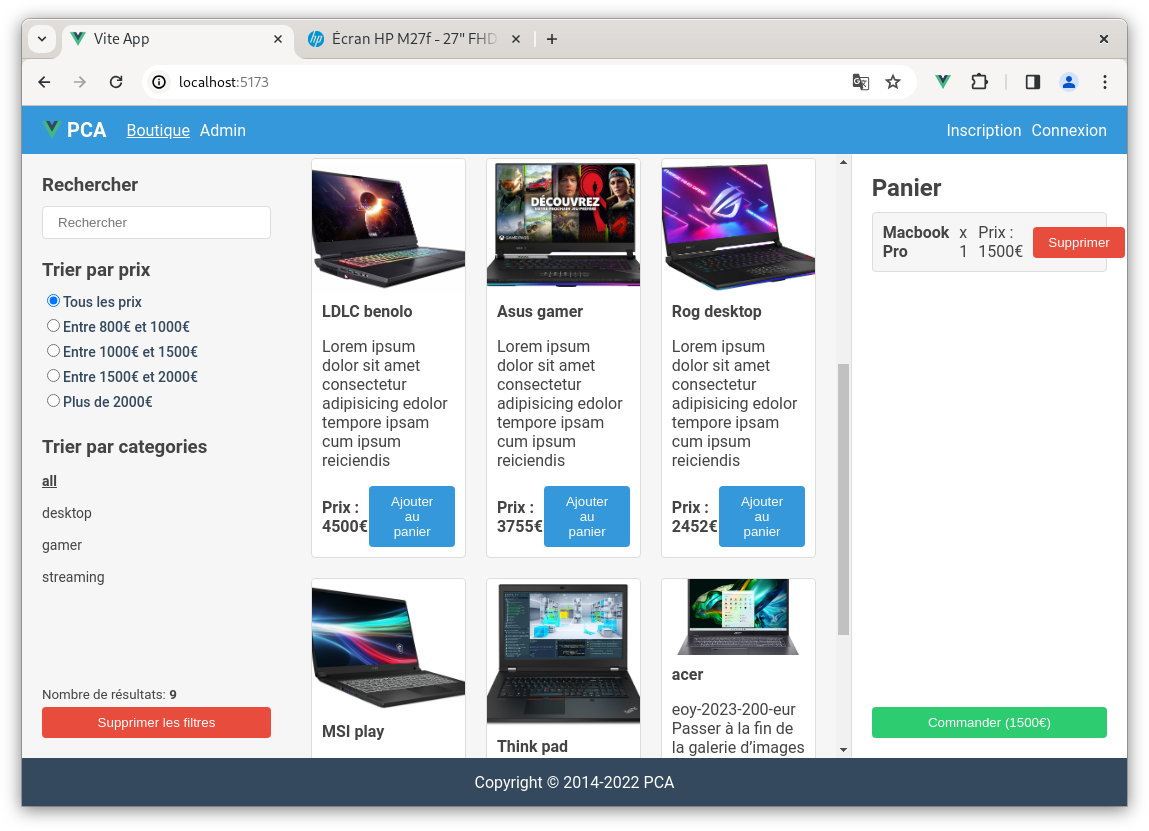 Vite App
Écran HP M27f - 27" FHD
localhost:5173
PCA
Boutique
Admin
Inscription
Connexion
Rechercher
Rechercher
Trier par prix
Tous les prix
Entre 800€ et 1000€
Entre 1000€ et 1500€
Entre 1500€ et 2000€
Plus de 2000€
Trier par categories
all
desktop
gamer
streaming
Nombre de résultats: 9
Supprimer les filtres
LDLC benolo
Lorem ipsum
dolor sit amet
consectetur
adipisicing edolor
tempore ipsam
cum ipsum
reiciendis
Prix :
4500€
Ajouter
au
panier
DÉCOUVREZ
Asus gamer
Lorem ipsum
dolor sit amet
consectetur
adipisicing edolor
tempore ipsam
cum ipsum
reiciendis
Prix :
3755€
Ajouter
au
panier
Rog desktop
Lorem ipsum
dolor sit amet
consectetur
adipisicing edolor
tempore ipsam
cum ipsum
reiciendis
Prix :
2452€
Ajouter
au
panier
MSI play
Think pad
acer
eoy-2023-200-eur
Passer à la fin de
la galerie d’images
Panier
Macbook
Pro
x
1
Prix :
1500€
Supprimer
Commander (1500€)
Copyright © 2014-2022 PCA